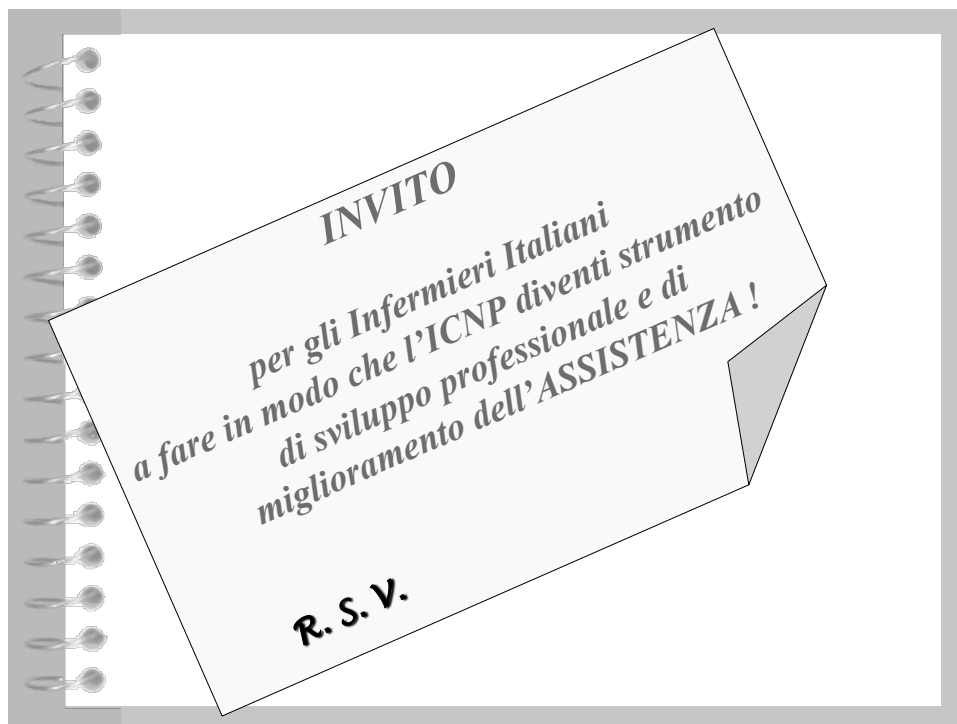 INVITO
per gli Infermieri Italiani
a fare in modo che l’ICNP diventi strumento
di sviluppo professionale e di
miglioramento dell’ASSISTENZA !
R. S. V.